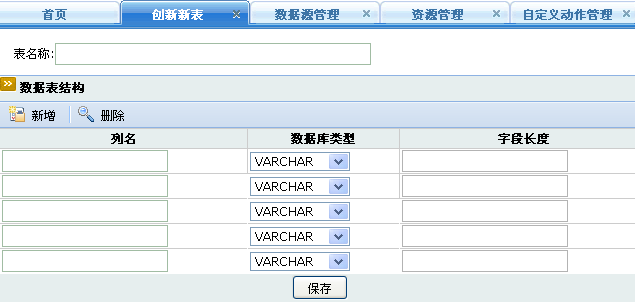 首页 创新新表 数据源管理 资源管理 自定义动作管理
表名称:
数据表结构
新增 删除
列名 数据库类型 字段长度
VARCHAR
VARCHAR
VARCHAR
VARCHAR
VARCHAR
保存